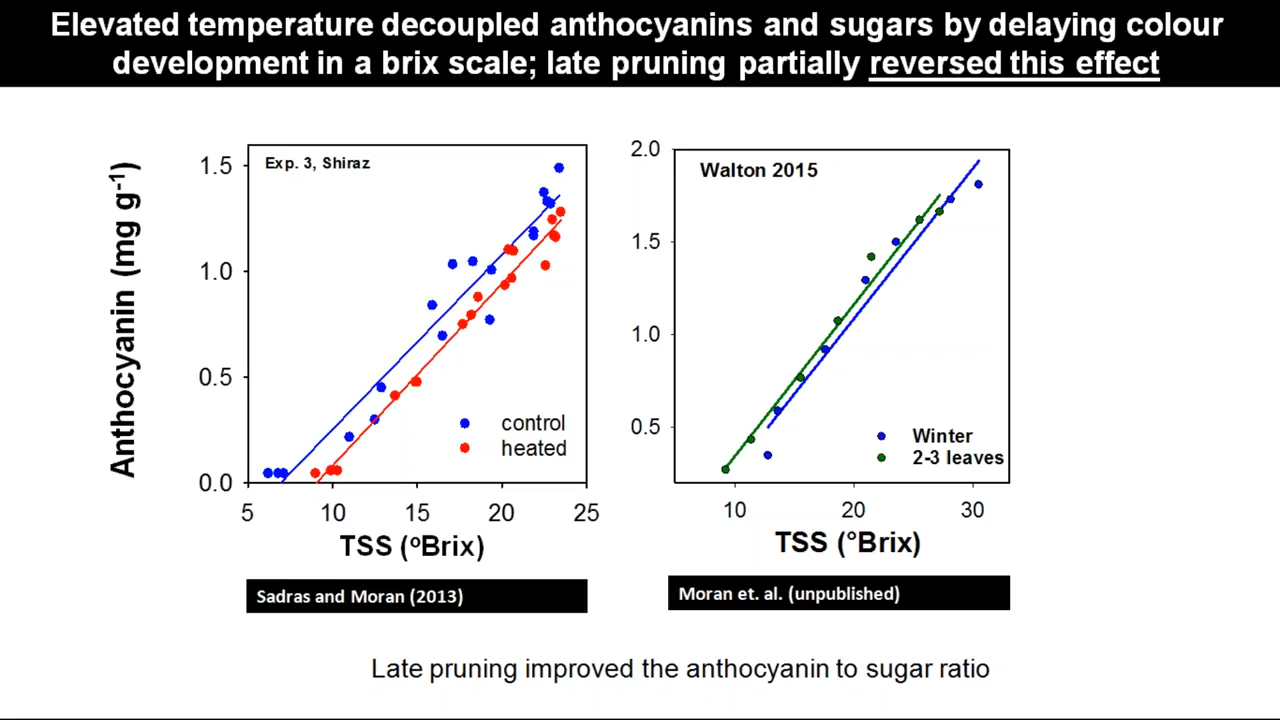 Elevated temperature decoupled anthocyanins and sugars by delaying colour
development in a brix scale; late pruning partially reversed this effect
Anthocyanin (mg g-1)
Exp. 3, Shiraz
1.5
1.0
0.5
0.0
control
heated
5 10 15 20 25
TSS (ºBrix)
Sadras and Moran (2013)
Walton 2015
2.0
1.5
1.0
0.5
Winter
2-3 leaves
10 20 30
TSS (°Brix)
Moran et. al. (unpublished)
Late pruning improved the anthocyanin to sugar ratio